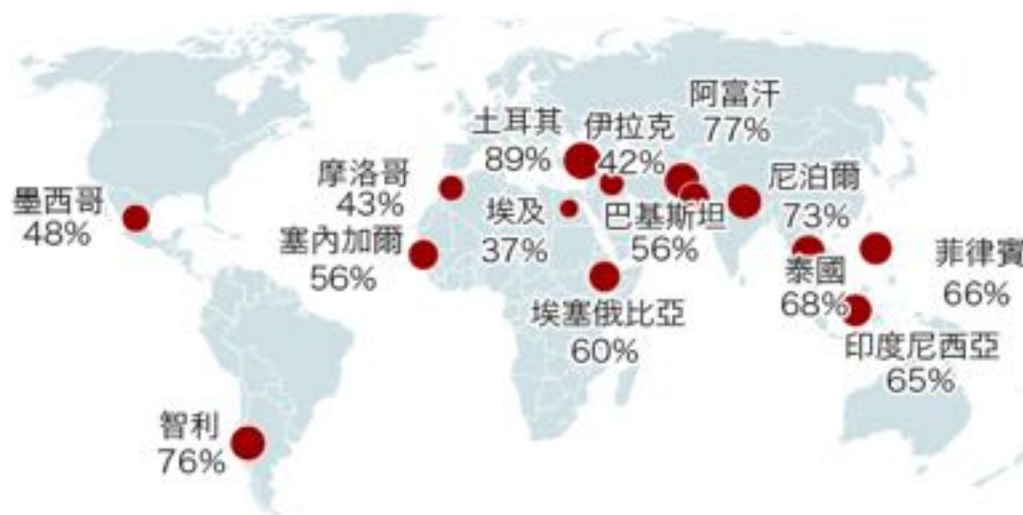 阿富汗
77%
土耳其
89%
伊拉克
42%
摩洛哥
43%
尼泊爾
73%
墨西哥
48%
埃及
37%
巴基斯坦
56%
塞內加爾
56%
菲律賓
66%
泰國
68%
埃塞俄比亞
60%
印度尼西亞
65%
智利
76%